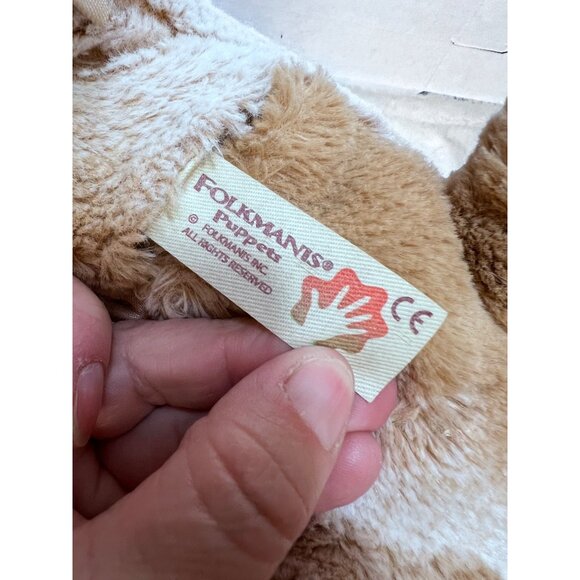 FOLKMANIS®
Puppets
© FOLKMANIS INC.
ALL RIGHTS RESERVED
CE